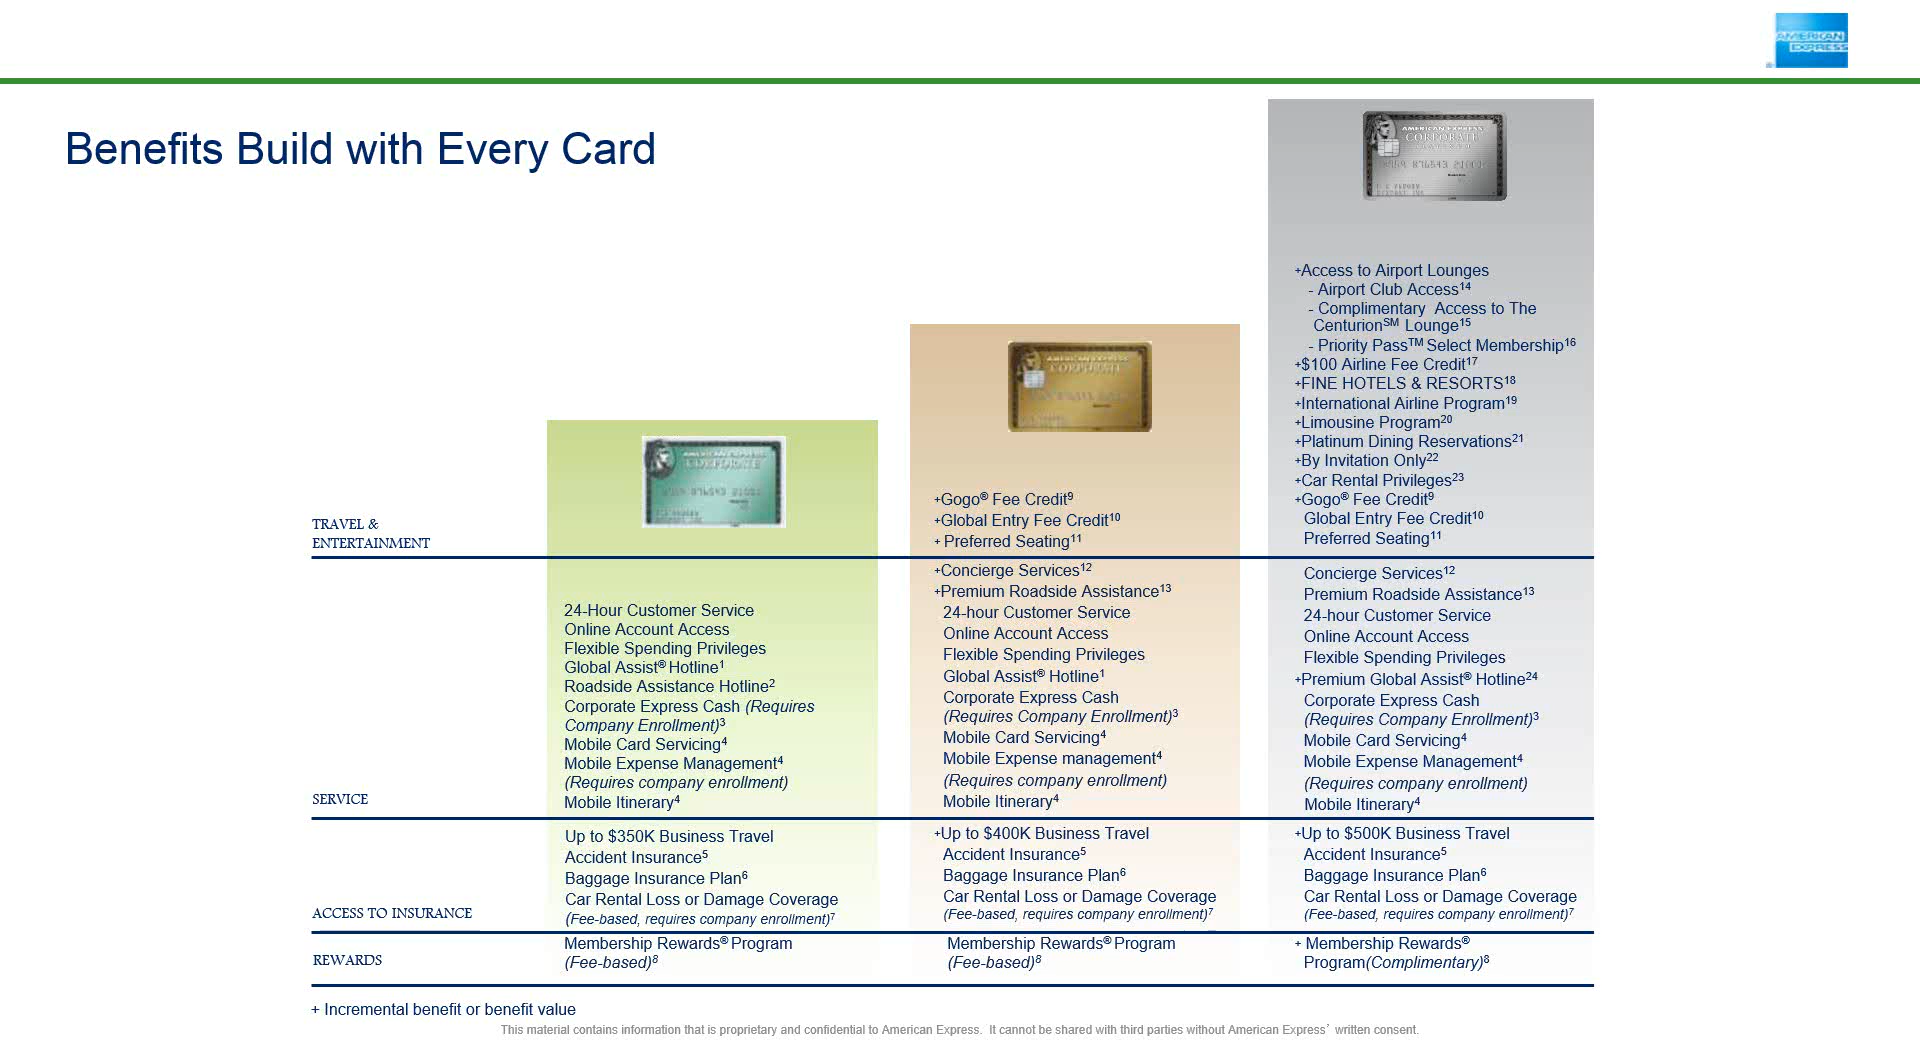 AMERICAN
EXPRESS
®
Benefits Build with Every Card
AMERICAN EXPRESS
CORPORATE
+Access to Airport Lounges
- Airport Club Access14
- Complimentary Access to The
CenturionSM Lounge15
- Priority PassTM Select Membership16
+$100 Airline Fee Credit17
+FINE HOTELS & RESORTS18
+International Airline Program19
+Limousine Program20
+Platinum Dining Reservations21
+By Invitation Only22
+Car Rental Privileges23
+Gogo® Fee Credit9
Global Entry Fee Credit10
Preferred Seating11
AMERICAN EXPRESS
CORPORATE
+Gogo® Fee Credit9
+Global Entry Fee Credit10
+ Preferred Seating11
AMERICAN EXPRESS
CORPORATE
TRAVEL &
ENTERTAINMENT
24-Hour Customer Service
Online Account Access
Flexible Spending Privileges
Global Assist® Hotline1
Roadside Assistance Hotline2
Corporate Express Cash (Requires
Company Enrollment)3
Mobile Card Servicing4
Mobile Expense Management4
(Requires company enrollment)
Mobile Itinerary4
+Concierge Services12
+Premium Roadside Assistance13
24-hour Customer Service
Online Account Access
Flexible Spending Privileges
Global Assist® Hotline1
Corporate Express Cash
(Requires Company Enrollment)3
Mobile Card Servicing4
Mobile Expense management4
(Requires company enrollment)
Mobile Itinerary4
Concierge Services12
Premium Roadside Assistance13
24-hour Customer Service
Online Account Access
Flexible Spending Privileges
+Premium Global Assist® Hotline24
Corporate Express Cash
(Requires Company Enrollment)3
Mobile Card Servicing4
Mobile Expense Management4
(Requires company enrollment)
Mobile Itinerary4
SERVICE
Up to $350K Business Travel
Accident Insurance5
Baggage Insurance Plan6
Car Rental Loss or Damage Coverage
(Fee-based, requires company enrollment)7
+Up to $400K Business Travel
Accident Insurance5
Baggage Insurance Plan6
Car Rental Loss or Damage Coverage
(Fee-based, requires company enrollment)7
+Up to $500K Business Travel
Accident Insurance5
Baggage Insurance Plan6
Car Rental Loss or Damage Coverage
(Fee-based, requires company enrollment)7
ACCESS TO INSURANCE
Membership Rewards® Program
(Fee-based)8
Membership Rewards® Program
(Fee-based)8
+ Membership Rewards®
Program(Complimentary)8
REWARDS
+ Incremental benefit or benefit value
This material contains information that is proprietary and confidential to American Express. It cannot be shared with third parties without American Express' written consent.